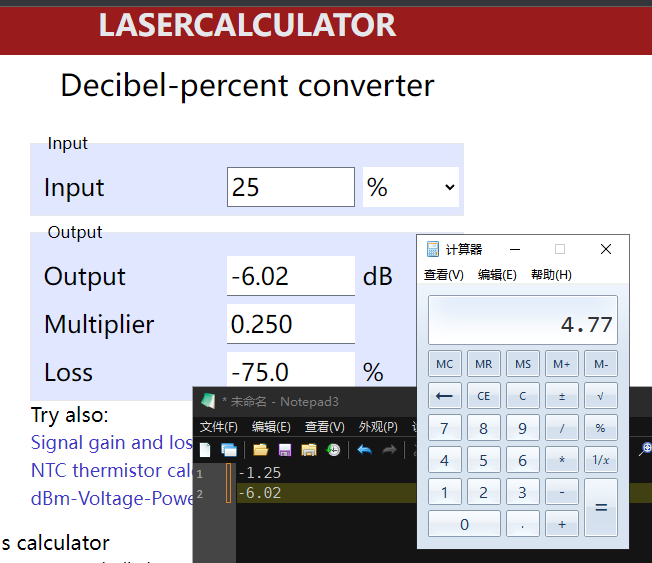 LASERCALCULATOR
Decibel-percent converter
Input
Input 25 %
Output
Output -6.02 dB
Multiplier 0.250
Loss -75.0 %
Try also:
Signal gain and los
NTC thermistor calc
dBm-Voltage-Powe
s calculator
计算器
查看(V) 编辑(E) 帮助(H)
4.77
MC MR MS M+ M-
← CE C ± √
7 8 9 / %
4 5 6 * 1/x
1 2 3 - =
0 . +
* 未命名 - Notepad3
文件(F) 编辑(E) 查看(V) 外观(P)
1 -1.25
2 -6.02